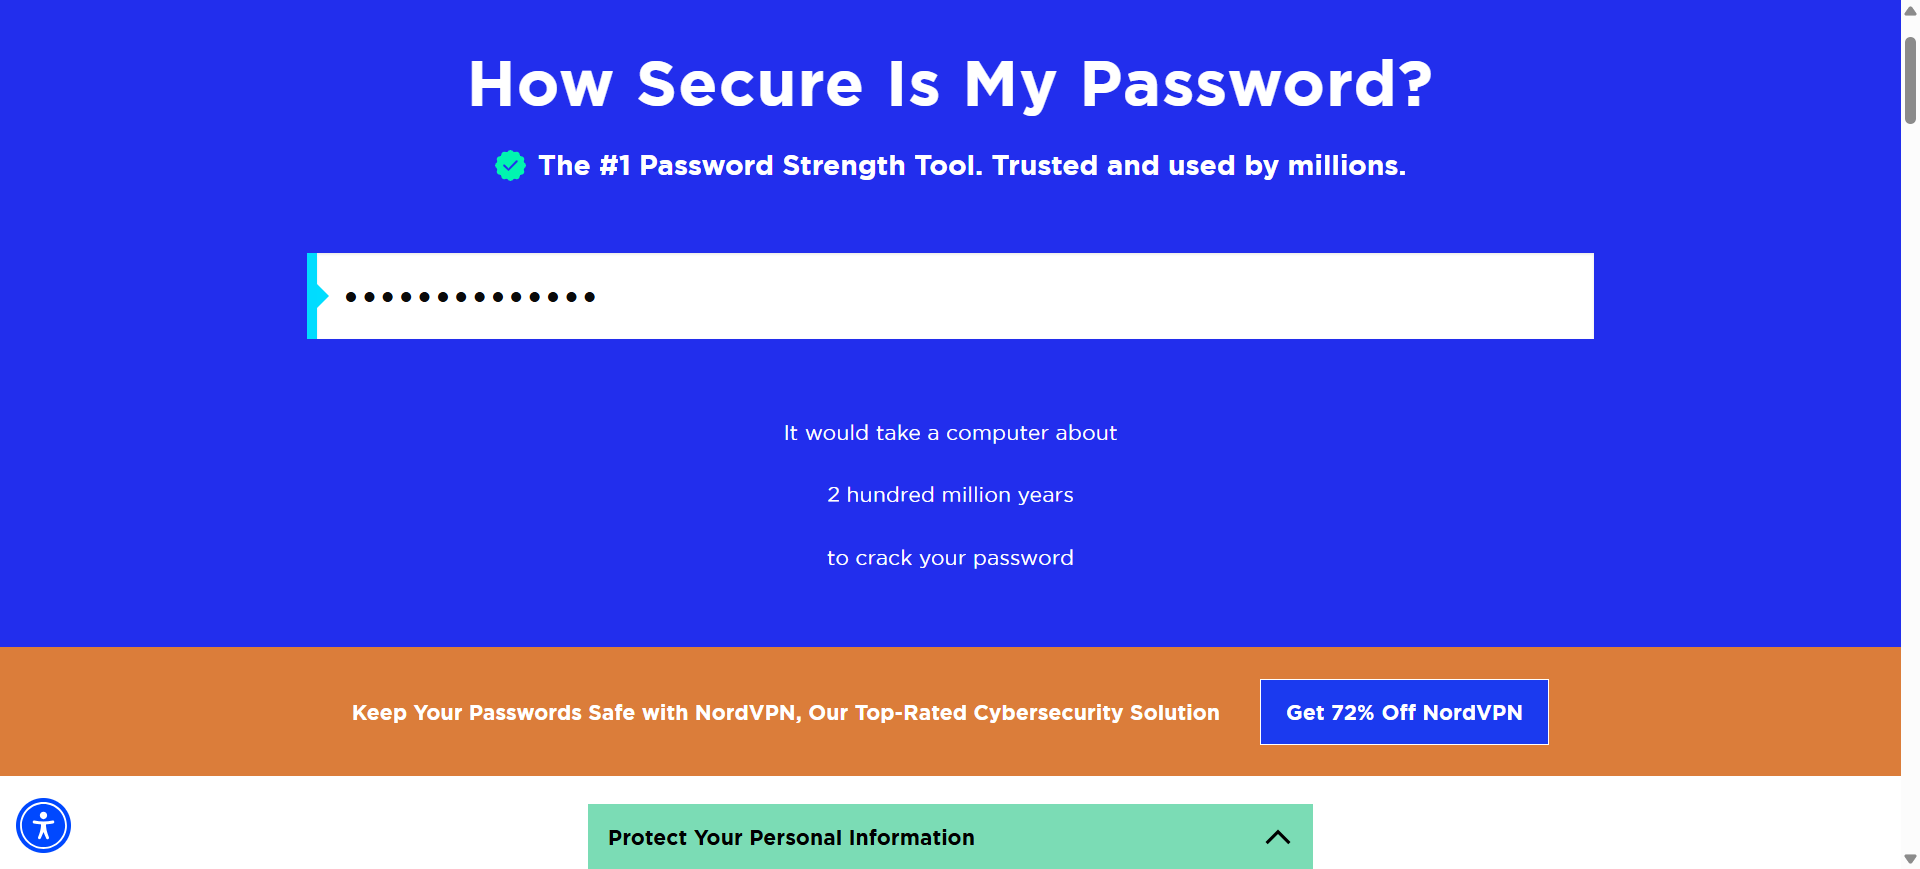 How Secure Is My Password?
The #1 Password Strength Tool. Trusted and used by millions.
••••••••••••••
It would take a computer about
2 hundred million years
to crack your password
Keep Your Passwords Safe with NordVPN, Our Top-Rated Cybersecurity Solution
Get 72% Off NordVPN
Protect Your Personal Information